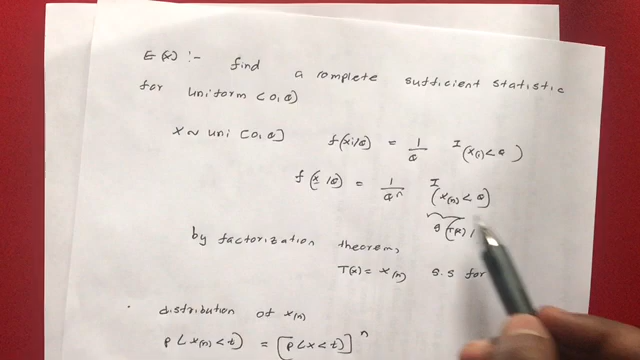 E(x) :- find a complete sufficient statistic
for uniform (0, θ)
X ~ uni [0, θ] f(xi/θ) = 1/θ I(x(i) < θ)
f(x/θ) = 1/θ^n I(x(n) < θ)
g(T(x) /
by factorization theorem,
T(x) = x(n) s.s for
distribution of x(n)
P(x(n) < t) = [P(x < t)]^n